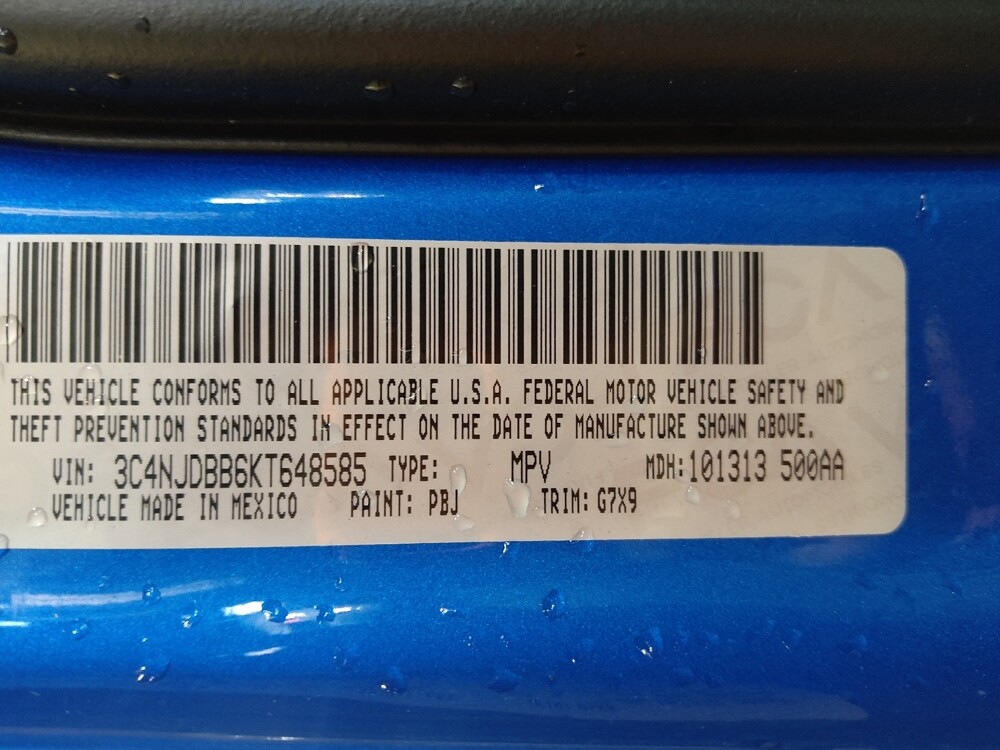 THIS VEHICLE CONFORMS TO ALL APPLICABLE U.S.A. FEDERAL MOTOR VEHICLE SAFETY AND
THEFT PREVENTION STANDARDS IN EFFECT ON THE DATE OF MANUFACTURE SHOWN ABOVE.
VIN: 3C4NJDBB6KT648585 TYPE: MPV MDH:101313 500AA
VEHICLE MADE IN MEXICO PAINT: PBJ TRIM: G7X9